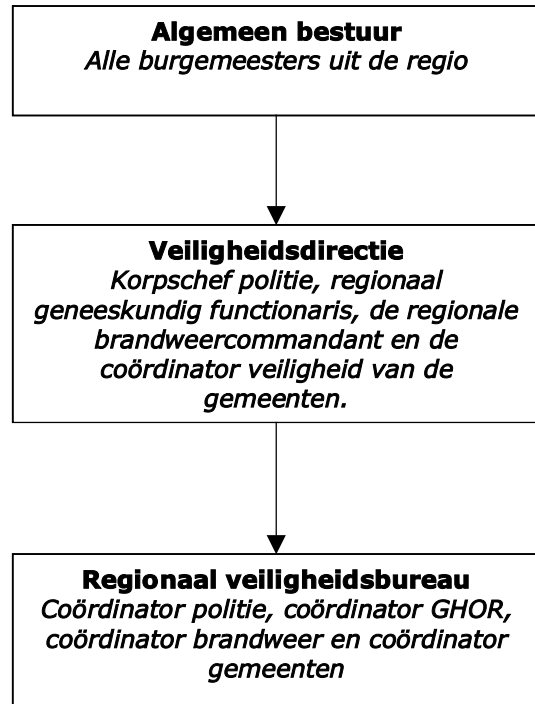 Algemeen bestuur
Alle burgemeesters uit de regio
Veiligheidsdirectie
Korpschef politie, regionaal
geneeskundig functionaris, de regionale
brandweercommandant en de
coördinator veiligheid van de
gemeenten.
Regionaal veiligheidsbureau
Coördinator politie, coördinator GHOR,
coördinator brandweer en coördinator
gemeenten